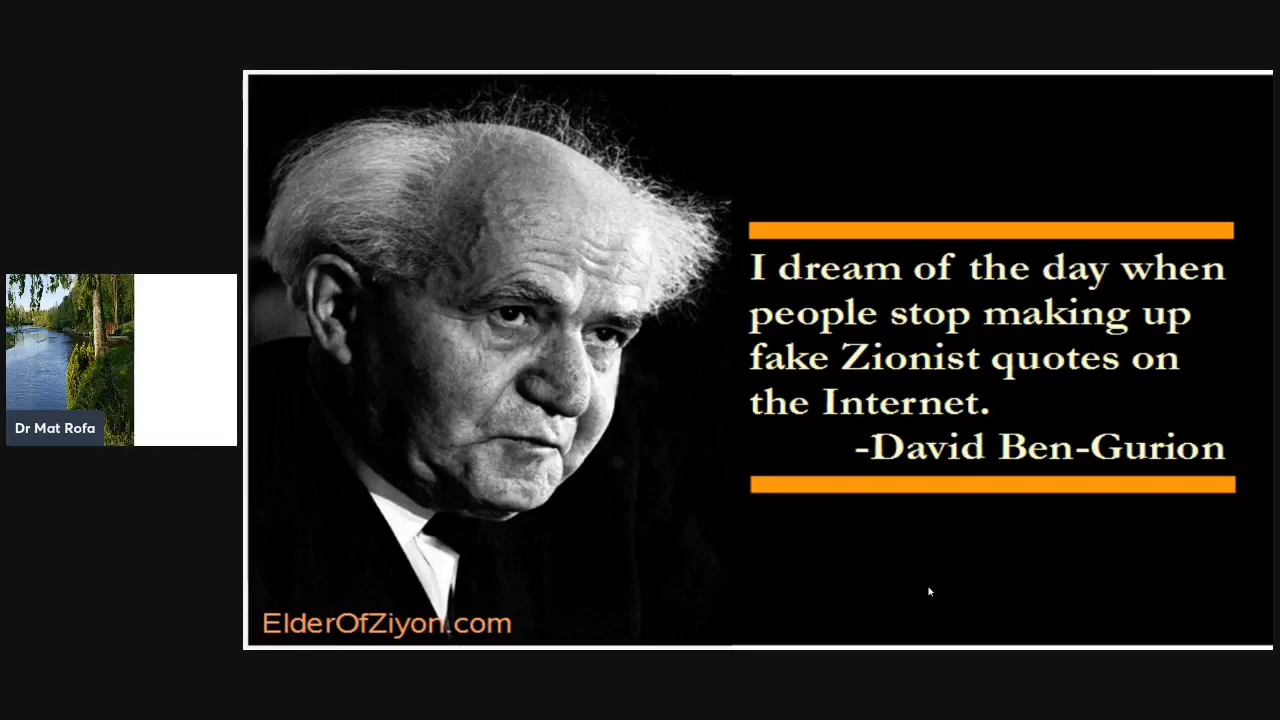 I dream of the day when
people stop making up
fake Zionist quotes on
the Internet.
-David Ben-Gurion
Dr Mat Rofa
ElderOfZiyon.com